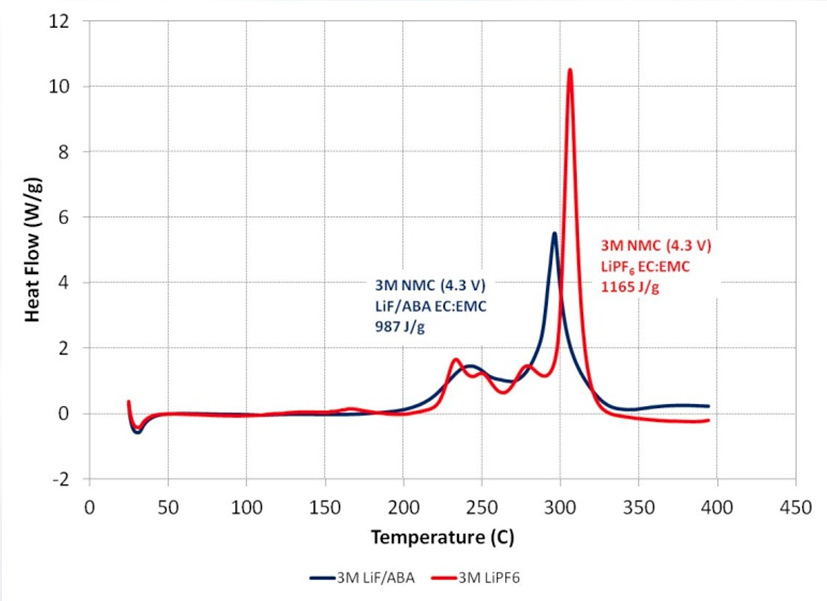 12
10
8
6
4
2
0
-2
Heat Flow (W/g)
3M NMC (4.3 V)
LiF/ABA EC:EMC
987 J/g
3M NMC (4.3 V)
LiPF₆ EC:EMC
1165 J/g
0 50 100 150 200 250 300 350 400 450
Temperature (C)
3M LiF/ABA 3M LiPF6